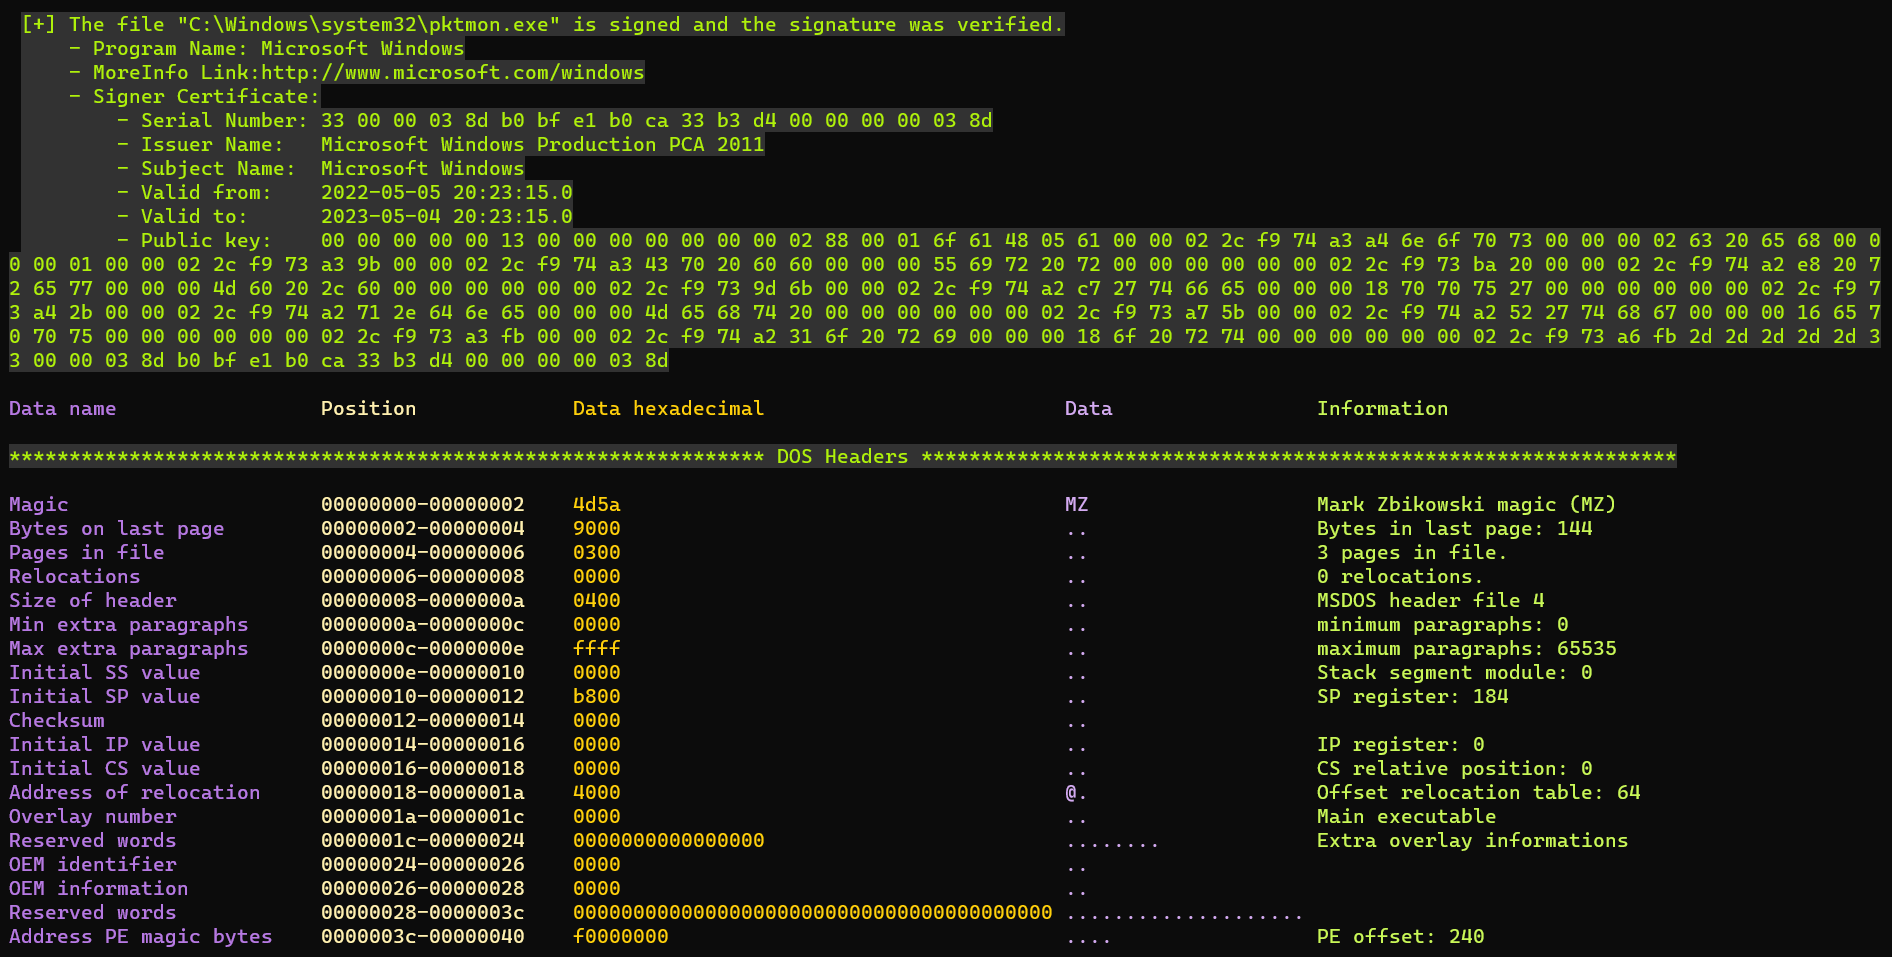 [+] The file "C:\Windows\system32\pktmon.exe" is signed and the signature was verified.
- Program Name: Microsoft Windows
- MoreInfo Link:http://www.microsoft.com/windows
- Signer Certificate:
- Serial Number: 33 00 00 03 8d b0 bf e1 b0 ca 33 b3 d4 00 00 00 00 03 8d
- Issuer Name: Microsoft Windows Production PCA 2011
- Subject Name: Microsoft Windows
- Valid from: 2022-05-05 20:23:15.0
- Valid to: 2023-05-04 20:23:15.0
- Public key: 00 00 00 00 00 13 00 00 00 00 00 00 00 02 88 00 01 6f 61 48 05 61 00 00 02 2c f9 74 a3 a4 6e 6f 70 73 00 00 00 02 63 20 65 68 00 0
0 00 01 00 00 02 2c f9 73 a3 9b 00 00 02 2c f9 74 a3 43 70 20 60 60 00 00 00 55 69 72 20 72 00 00 00 00 00 00 02 2c f9 73 ba 20 00 00 02 2c f9 74 a2 e8 20 7
2 65 77 00 00 00 4d 60 20 2c 60 00 00 00 00 00 00 02 2c f9 73 9d 6b 00 00 02 2c f9 74 a2 c7 27 74 66 65 00 00 00 18 70 70 75 27 00 00 00 00 00 00 02 2c f9 7
3 a4 2b 00 00 02 2c f9 74 a2 71 2e 64 6e 65 00 00 00 4d 65 68 74 20 00 00 00 00 00 00 02 2c f9 73 a7 5b 00 00 02 2c f9 74 a2 52 27 74 68 67 00 00 00 16 65 7
0 70 75 00 00 00 00 00 00 02 2c f9 73 a3 fb 00 00 02 2c f9 74 a2 31 6f 20 72 69 00 00 00 18 6f 20 72 74 00 00 00 00 00 00 02 2c f9 73 a6 fb 2d 2d 2d 2d 2d 3
3 00 00 03 8d b0 bf e1 b0 ca 33 b3 d4 00 00 00 00 03 8d
Data name Position Data hexadecimal Data Information
*************************************************************** DOS Headers ***************************************************************
Magic 00000000-00000002 4d5a MZ Mark Zbikowski magic (MZ)
Bytes on last page 00000002-00000004 9000 .. Bytes in last page: 144
Pages in file 00000004-00000006 0300 .. 3 pages in file.
Relocations 00000006-00000008 0000 .. 0 relocations.
Size of header 00000008-0000000a 0400 .. MSDOS header file 4
Min extra paragraphs 0000000a-0000000c 0000 .. minimum paragraphs: 0
Max extra paragraphs 0000000c-0000000e ffff .. maximum paragraphs: 65535
Initial SS value 0000000e-00000010 0000 .. Stack segment module: 0
Initial SP value 00000010-00000012 b800 .. SP register: 184
Checksum 00000012-00000014 0000 ..
Initial IP value 00000014-00000016 0000 .. IP register: 0
Initial CS value 00000016-00000018 0000 .. CS relative position: 0
Address of relocation 00000018-0000001a 4000 @. Offset relocation table: 64
Overlay number 0000001a-0000001c 0000 .. Main executable
Reserved words 0000001c-00000024 0000000000000000 ........ Extra overlay informations
OEM identifier 00000024-00000026 0000 ..
OEM information 00000026-00000028 0000 ..
Reserved words 00000028-0000003c 0000000000000000000000000000000000000000 ....................
Address PE magic bytes 0000003c-00000040 f0000000 .... PE offset: 240